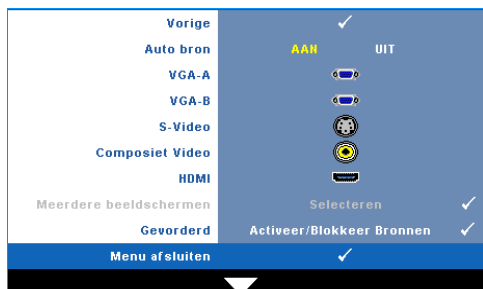 Vorige
Auto bron AAN UIT
VGA-A
VGA-B
S-Video
Composiet Video
HDMI
Meerdere beeldschermen Selecteren
Gevorderd Activeer/Blokkeer Bronnen
Menu afsluiten